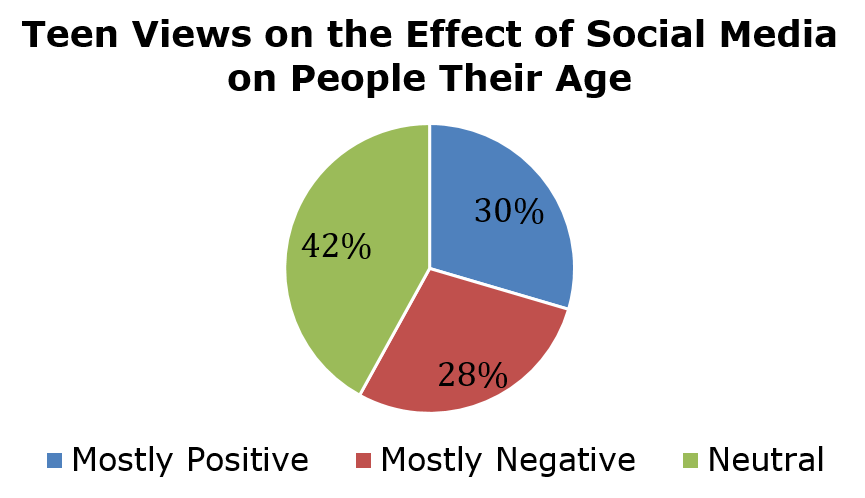 Teen Views on the Effect of Social Media
on People Their Age
30%
42%
28%
Mostly Positive
Mostly Negative
Neutral